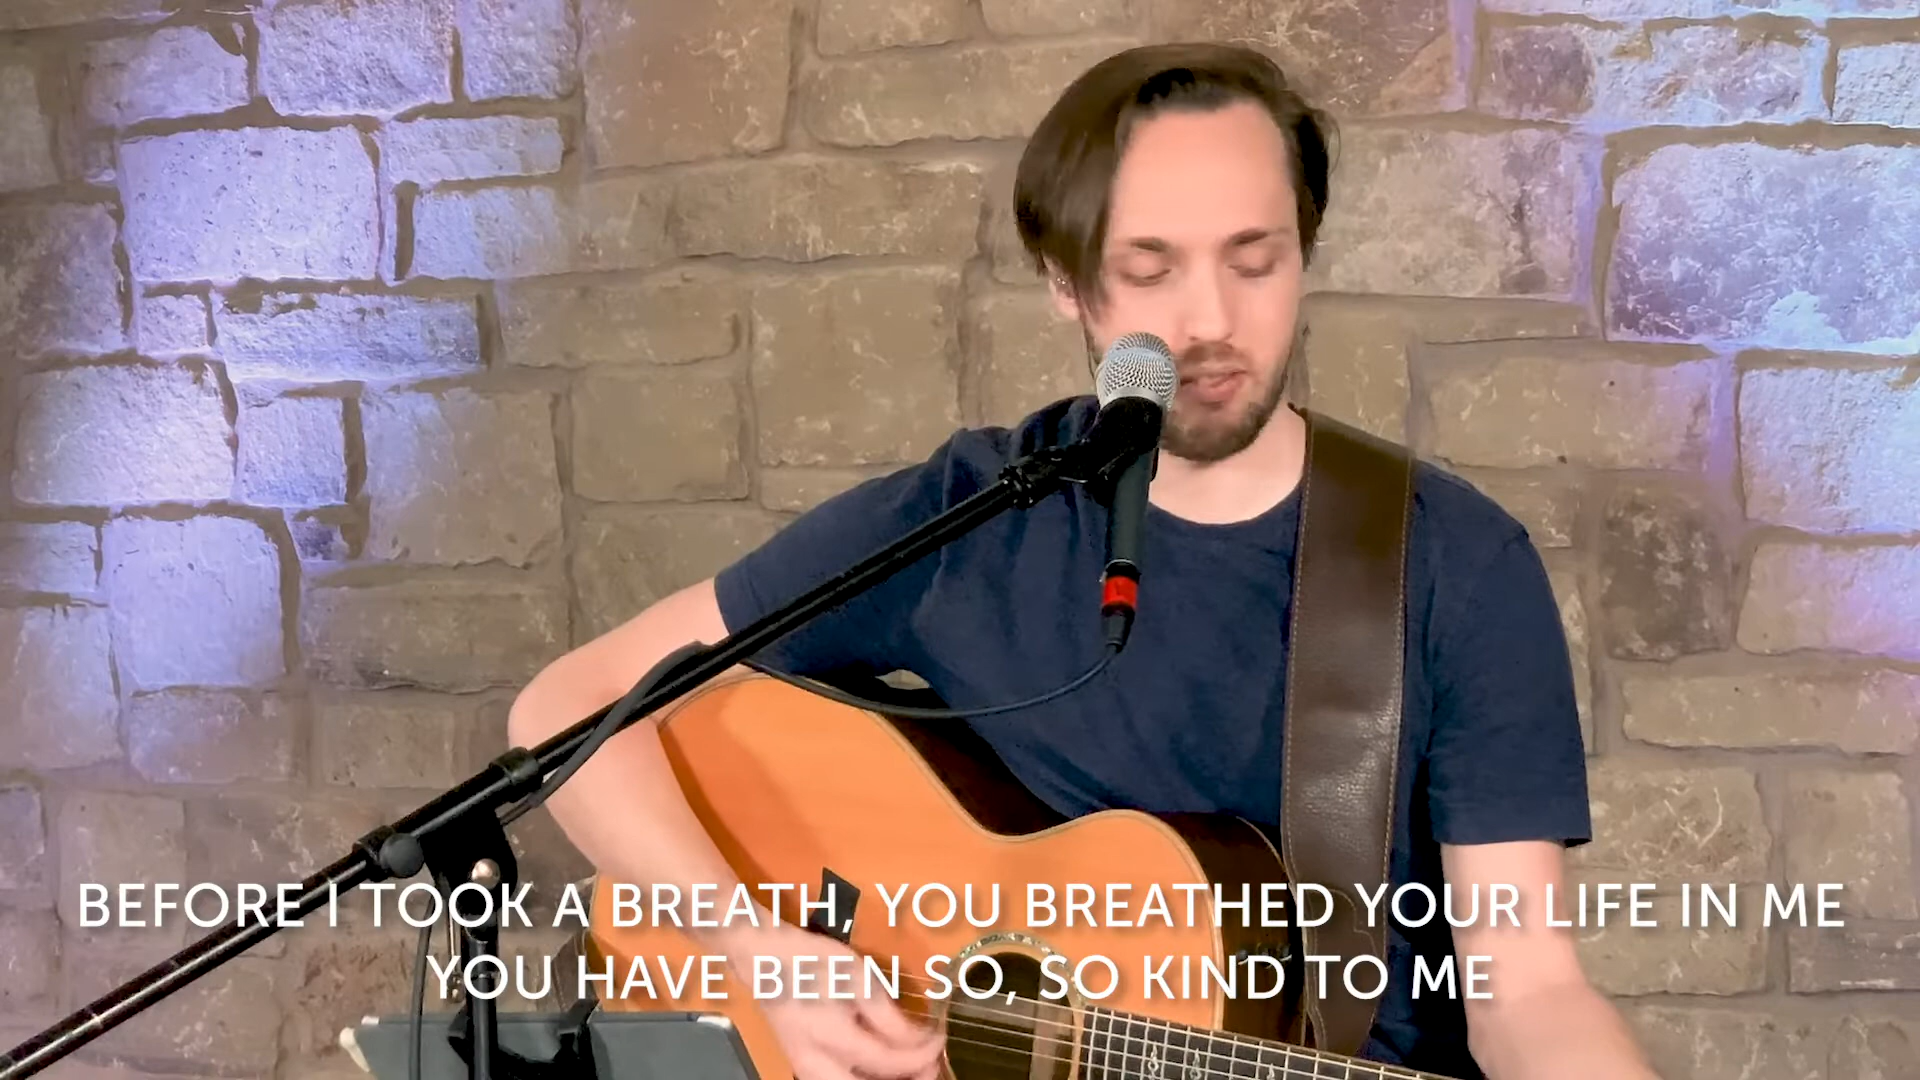 BEFORE I TOOK A BREATH, YOU BREATHED YOUR LIFE IN ME
YOU HAVE BEEN SO, SO KIND TO ME